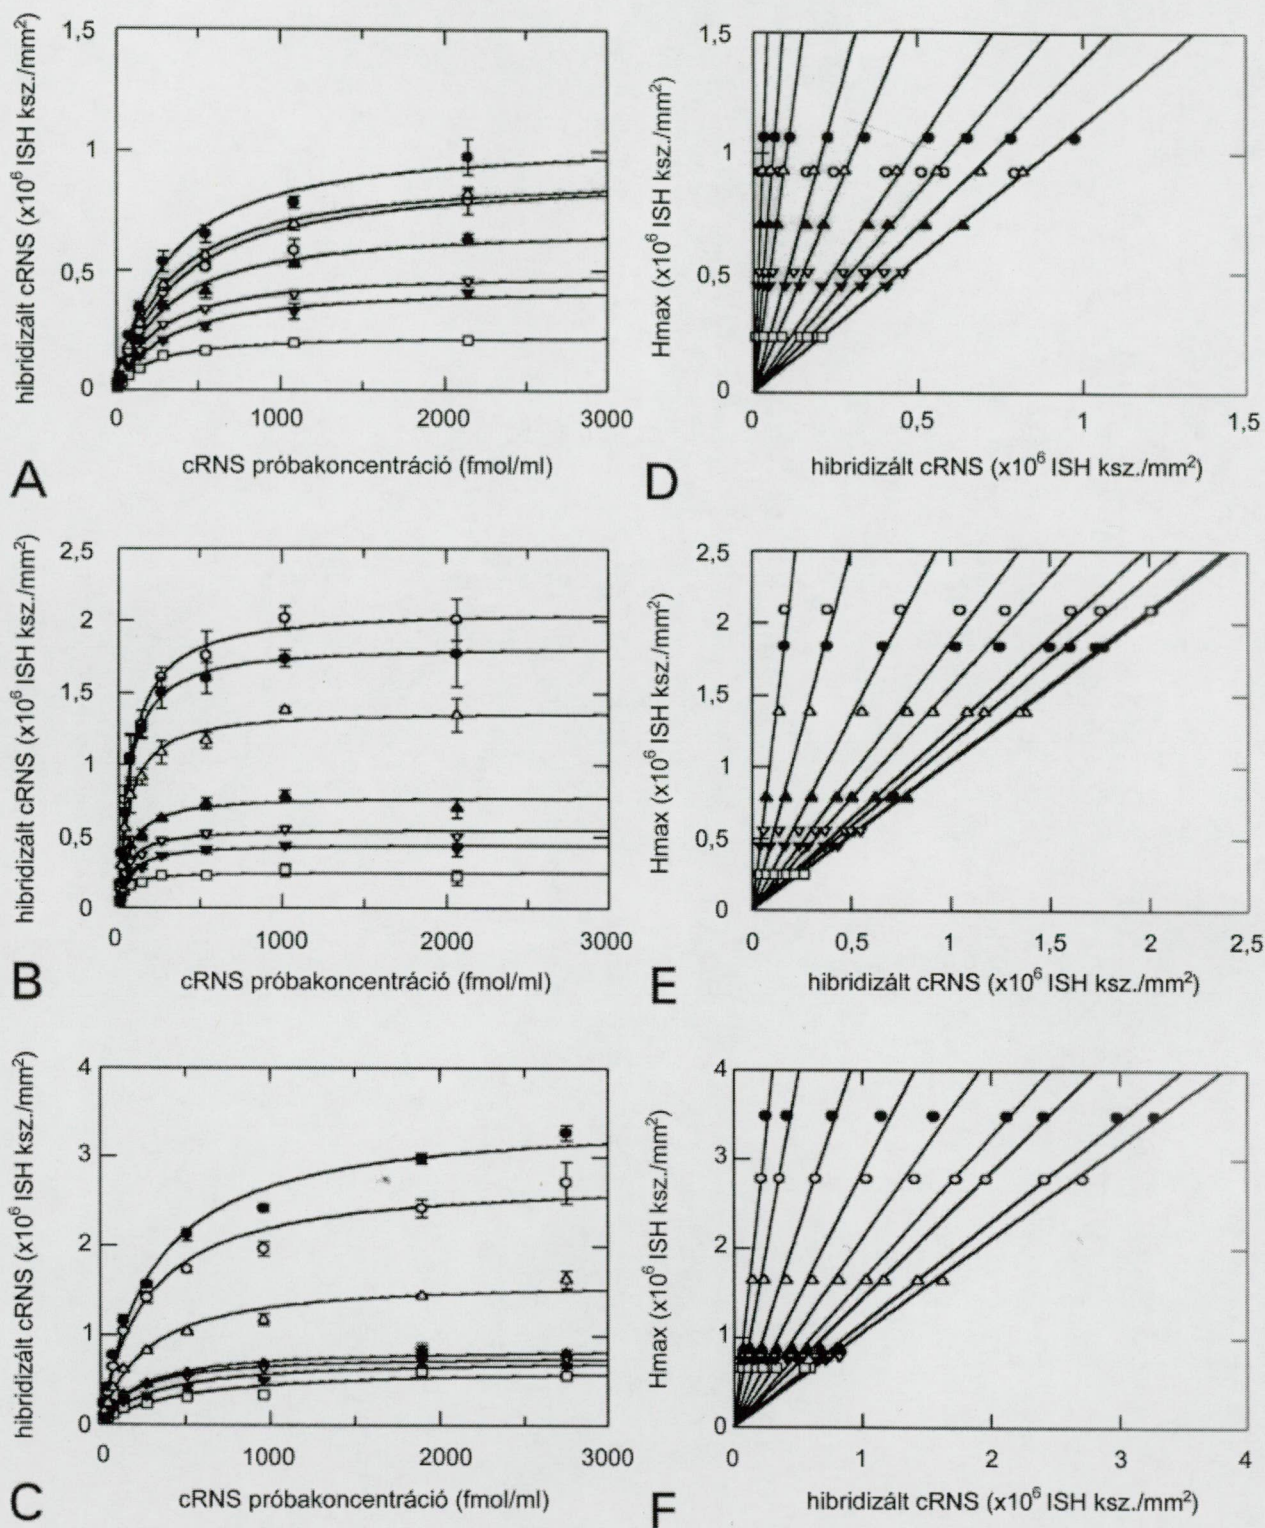 hibridizált cRNS (x10⁶ ISH ksz./mm²)
1,5
1
0,5
0
0 1000 2000 3000
cRNS próbakoncentráció (fmol/ml)
A
Hmax (x10⁶ ISH ksz./mm²)
1,5
1
0,5
0
0 0,5 1 1,5
hibridizált cRNS (x10⁶ ISH ksz./mm²)
D
hibridizált cRNS (x10⁶ ISH ksz./mm²)
2,5
2
1,5
1
0,5
0
0 1000 2000 3000
cRNS próbakoncentráció (fmol/ml)
B
Hmax (x10⁶ ISH ksz./mm²)
2,5
2
1,5
1
0,5
0
0 0,5 1 1,5 2 2,5
hibridizált cRNS (x10⁶ ISH ksz./mm²)
E
hibridizált cRNS (x10⁶ ISH ksz./mm²)
4
3
2
1
0
0 1000 2000 3000
cRNS próbakoncentráció (fmol/ml)
C
Hmax (x10⁶ ISH ksz./mm²)
4
3
2
1
0
0 1 2 3 4
hibridizált cRNS (x10⁶ ISH ksz./mm²)
F